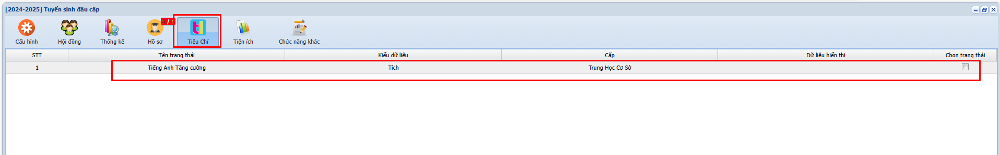 [2024-2025] Tuyển sinh đầu cấp
Cấu hình
Hội đồng
Thống kê
Hồ sơ
Tiêu Chí
Tiện ích
Chức năng khác
STT Tên trạng thái Kiểu dữ liệu Cấp Dữ liệu hiển thị Chọn trạng thái
1 Tiếng Anh Tăng cường Tích Trung Học Cơ Sở